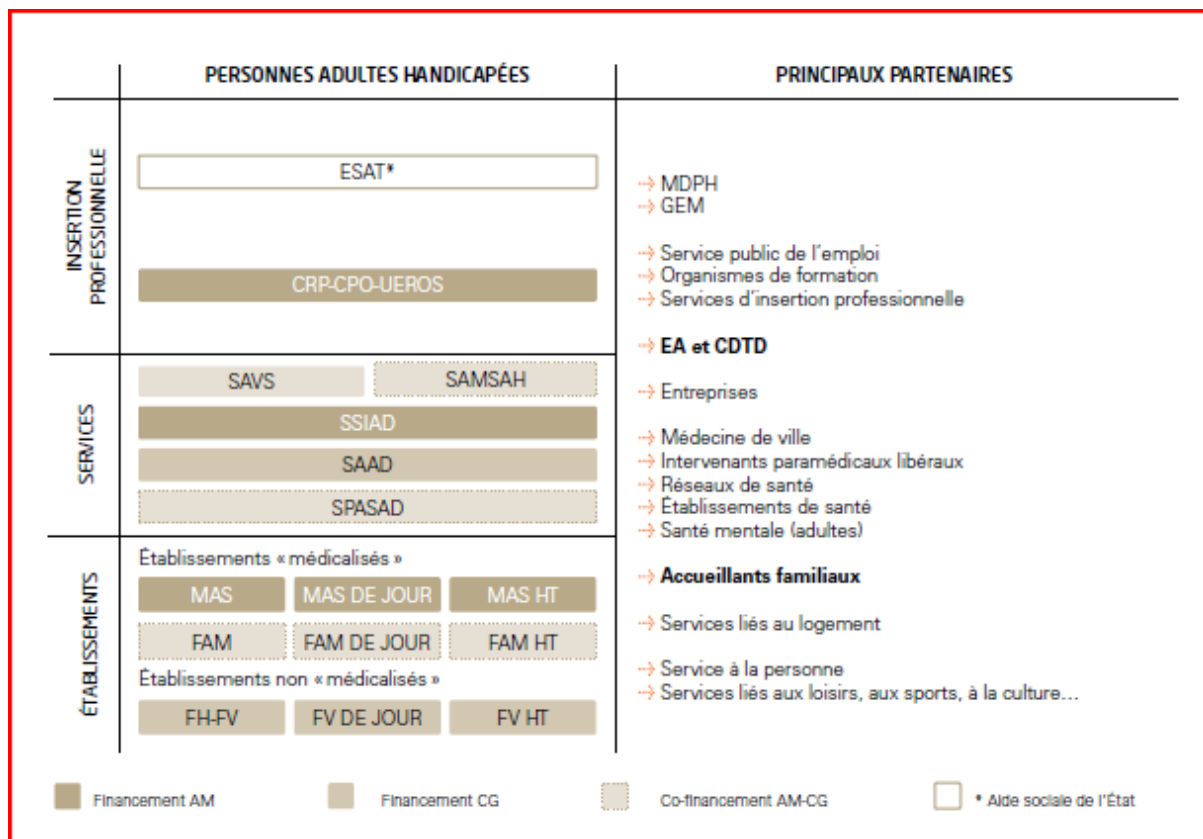 PERSONNES ADULTES HANDICAPÉES
PRINCIPAUX PARTENAIRES
INSERTION
PROFESSIONNELLE
ESAT*
CRP-CPO-UEROS
SERVICES
SAVS
SAMSAH
SSIAD
SAAD
SPASAD
ÉTABLISSEMENTS
Établissements « médicalisés »
MAS
MAS DE JOUR
MAS HT
FAM
FAM DE JOUR
FAM HT
Établissements non « médicalisés »
FH-FV
FV DE JOUR
FV HT
MDPH
GEM
Service public de l'emploi
Organismes de formation
Services d'insertion professionnelle
EA et CDTD
Entreprises
Médecine de ville
Intervenants paramédicaux libéraux
Réseaux de santé
Établissements de santé
Santé mentale (adultes)
Accueillants familiaux
Services liés au logement
Service à la personne
Services liés aux loisirs, aux sports, à la culture…
Financement AM
Financement CG
Co-financement AM-CG
* Aide sociale de l'État